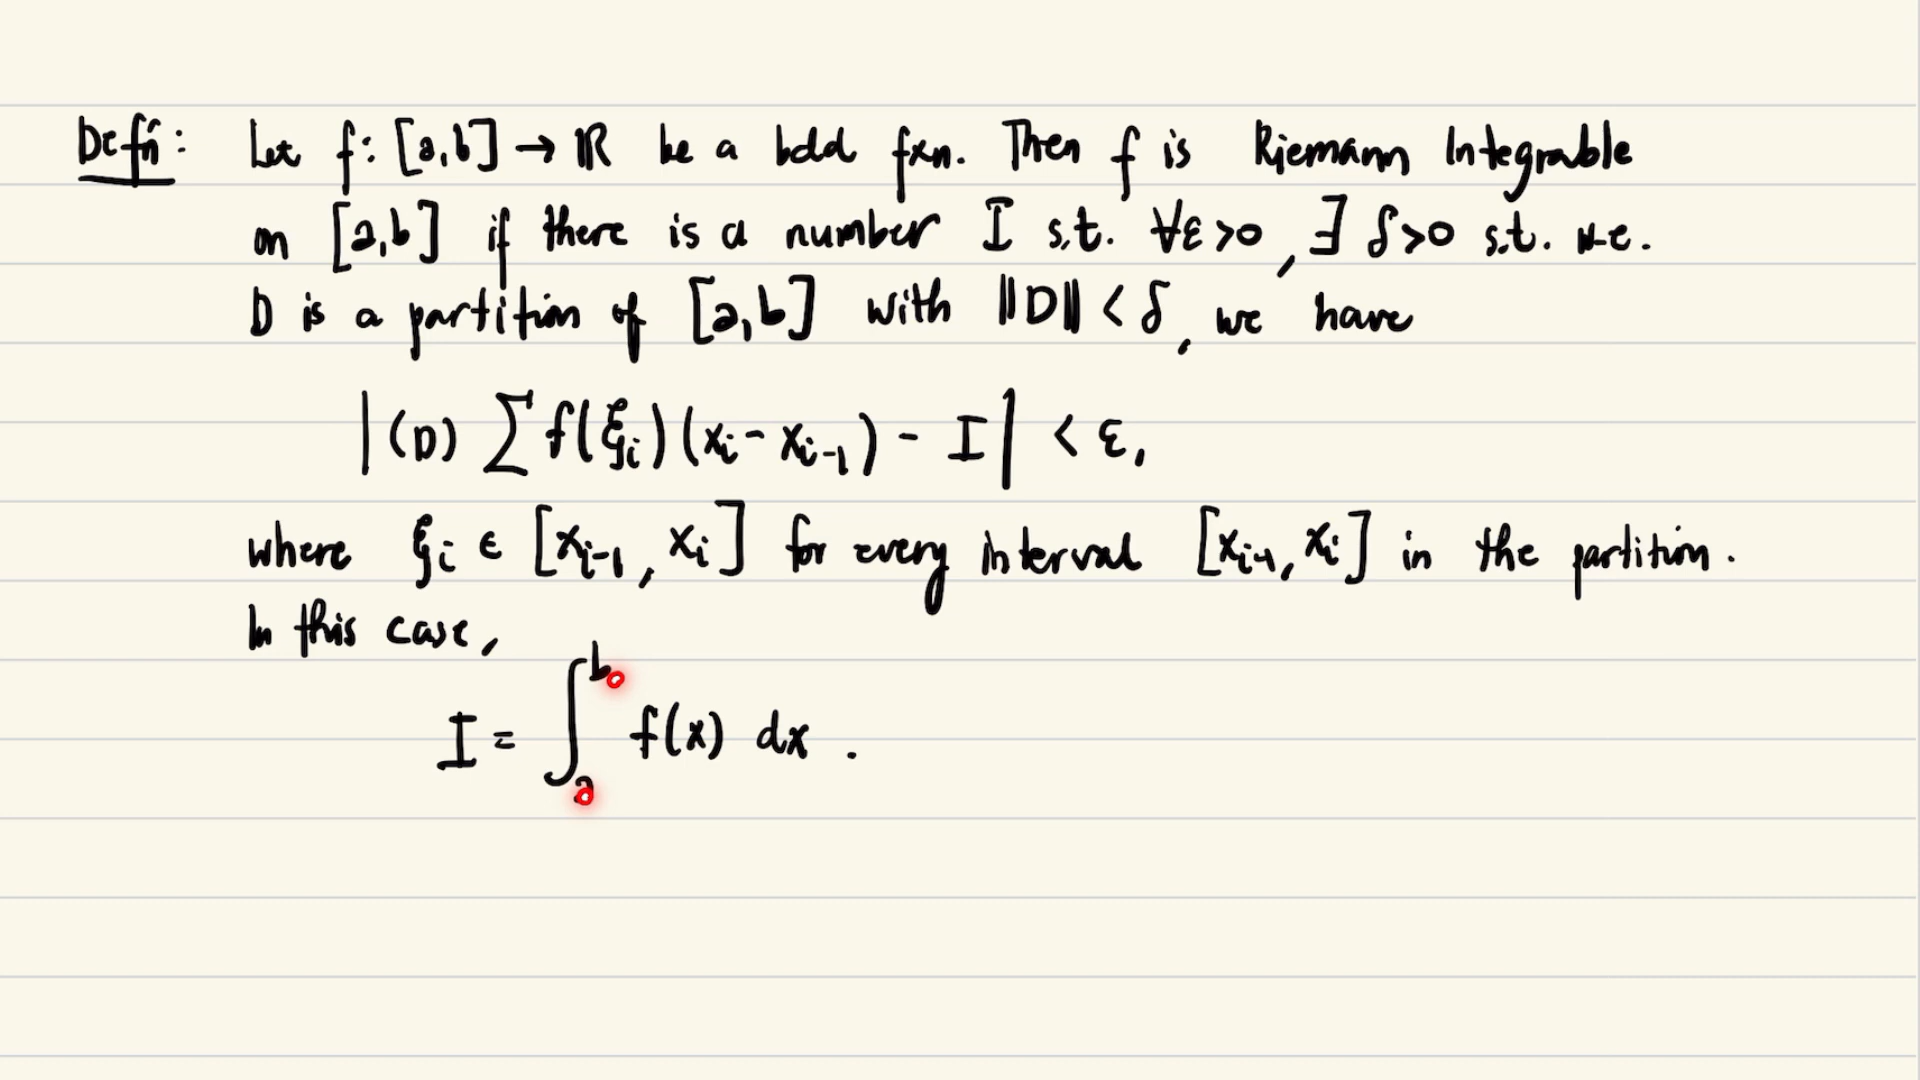 Defn: Let f: [a,b] → ℝ be a bdd fxn. Then f is Riemann Integrable
on [a,b] if there is a number I s.t. ∀ε>0, ∃ δ>0 s.t.
D is a partition of [a,b] with ||D|| < δ, we have
|(D) ∑ f(ξᵢ)(xᵢ - xᵢ₋₁) - I| < ε,
where ξᵢ ∈ [xᵢ₋₁, xᵢ] for every interval [xᵢ₋₁, xᵢ] in the partition.
In this case,
I = ∫ₐᵇ f(x) dx .